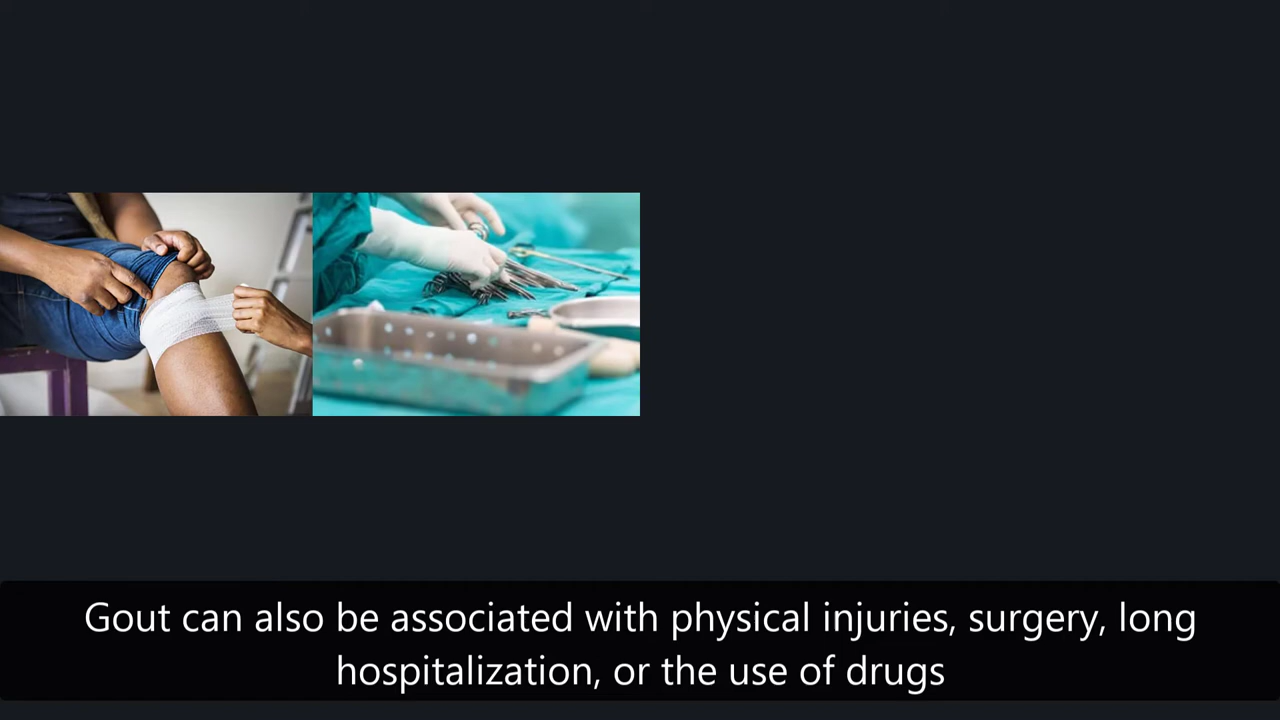 Gout can also be associated with physical injuries, surgery, long
hospitalization, or the use of drugs